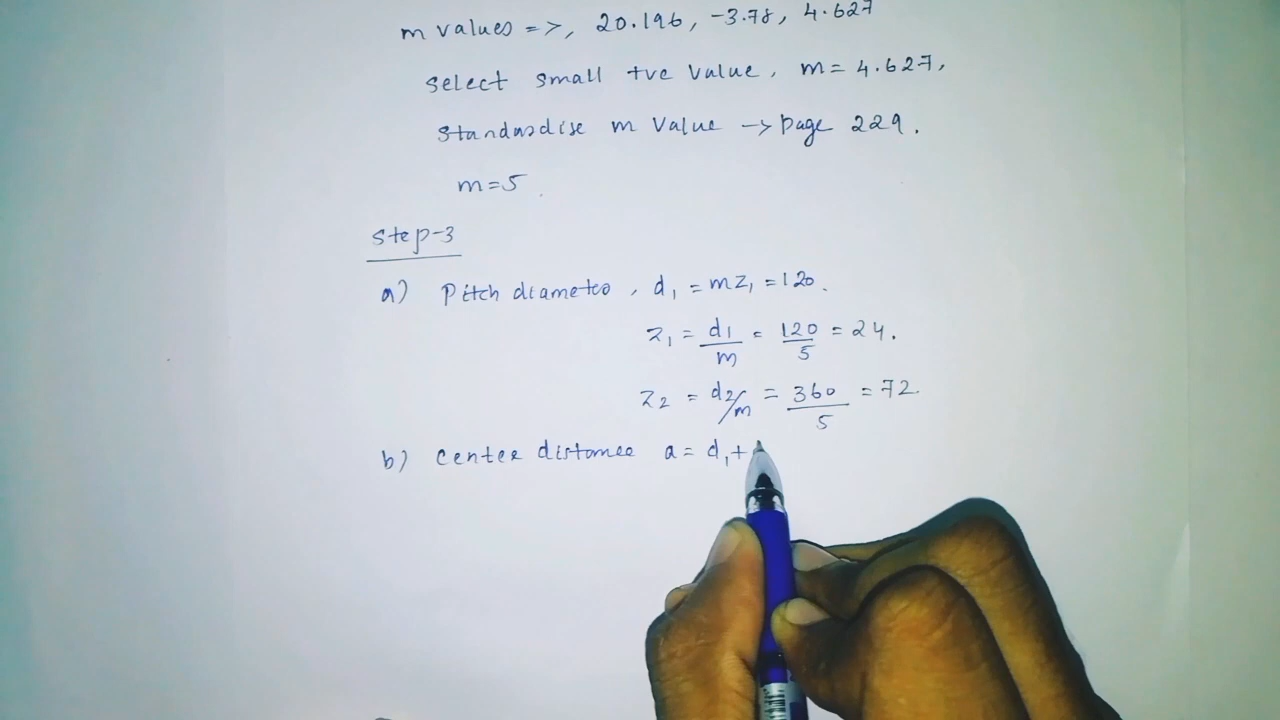 m values =>, 20.196, -3.78, 4.627
select small +ve value, m = 4.627,
standardise m value -> page 229.
m=5
Step-3
a) Pitch diameter, d₁ = mz₁ = 120.
z₁ = d₁/m = 120/5 = 24.
z₂ = d₂/m = 360/5 = 72.
b) center distance a = d₁+